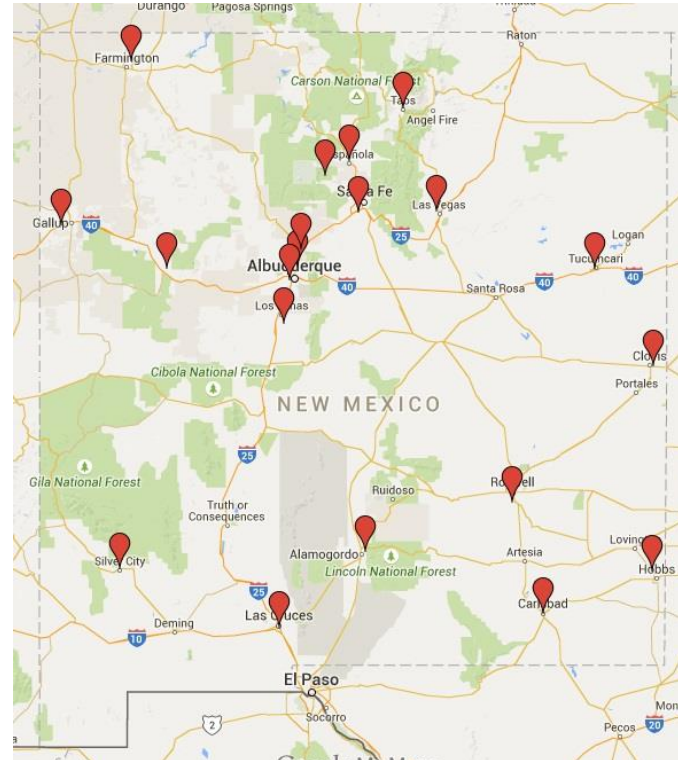 Durango
Pagosa Springs
Raton
Farmington
Carson National
Taos
Angel Fire
Española
Santa Fe
Las Vegas
Gallup
40
25
Logan
Tucumcari
Albuquerque
40
40
40
Santa Rosa
Los Lunas
Clovis
Cibola National Forest
Portales
NEW MEXICO
25
Gila National Forest
Ruidoso
Roswell
Truth or
Consequences
Alamogordo
Artesia
Loving
Silver City
Lincoln National Forest
Hobbs
25
Las Cruces
Carlsbad
Deming
10
El Paso
Socorro
2
Mon
20
Pecos